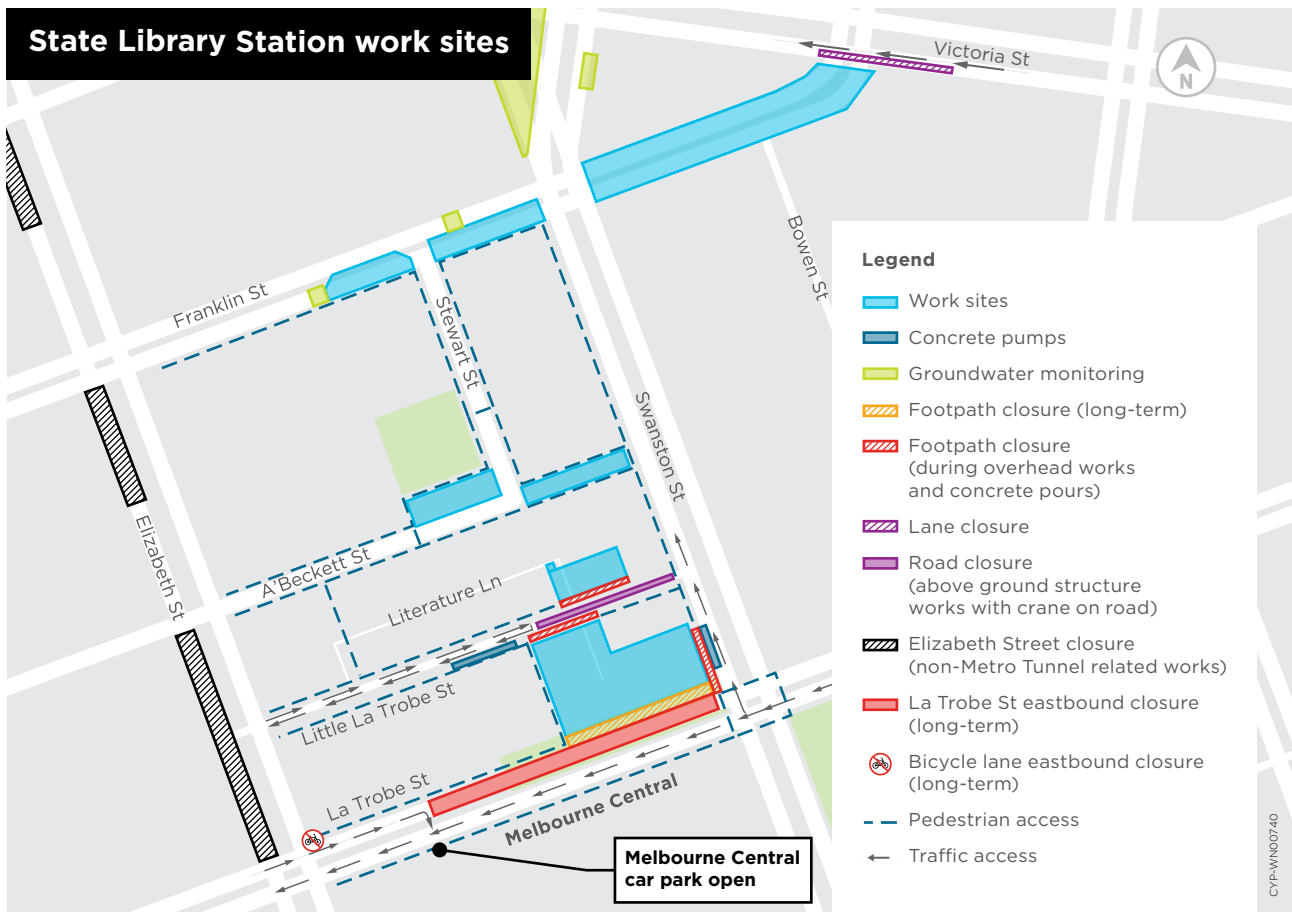 State Library Station work sites
Victoria St
N
Bowen St
Franklin St
Stewart St
Swanston St
Elizabeth St
A'Beckett St
Literature Ln
Little La Trobe St
La Trobe St
Melbourne Central
Melbourne Central
car park open
Legend
Work sites
Concrete pumps
Groundwater monitoring
Footpath closure (long-term)
Footpath closure
(during overhead works
and concrete pours)
Lane closure
Road closure
(above ground structure
works with crane on road)
Elizabeth Street closure
(non-Metro Tunnel related works)
La Trobe St eastbound closure
(long-term)
Bicycle lane eastbound closure
(long-term)
Pedestrian access
Traffic access
CYP-WN00740